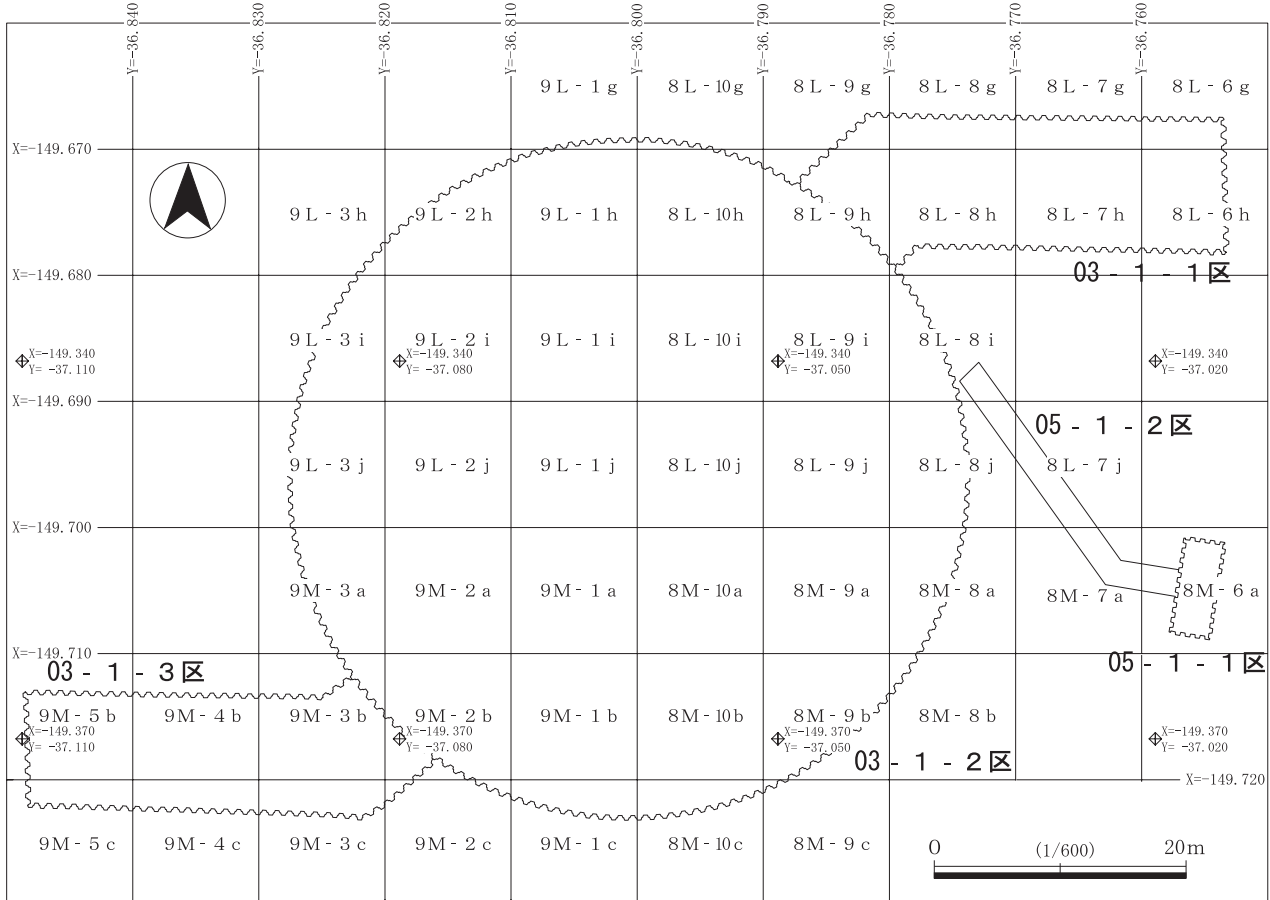 Y=-36.840
Y=-36.830
Y=-36.820
Y=-36.810
Y=-36.800
Y=-36.790
Y=-36.780
Y=-36.770
Y=-36.760
9L-1g 8L-10g 8L-9g 8L-8g 8L-7g 8L-6g
X=-149.670
9L-3h 9L-2h 9L-1h 8L-10h 8L-9h 8L-8h 8L-7h 8L-6h
X=-149.680
03-1-1区
9L-3i 9L-2i 9L-1i 8L-10i 8L-9i 8L-8i
X=-149.340
Y= -37.110
X=-149.340
Y= -37.080
X=-149.340
Y= -37.050
X=-149.340
Y= -37.020
X=-149.690
05-1-2区
9L-3j 9L-2j 9L-1j 8L-10j 8L-9j 8L-8j 8L-7j
X=-149.700
9M-3a 9M-2a 9M-1a 8M-10a 8M-9a 8M-8a 8M-7a 8M-6a
X=-149.710
03-1-3区
05-1-1区
9M-5b 9M-4b 9M-3b 9M-2b 9M-1b 8M-10b 8M-9b 8M-8b
X=-149.370
Y= -37.110
X=-149.370
Y= -37.080
X=-149.370
Y= -37.050
X=-149.370
Y= -37.020
03-1-2区
X=-149.720
9M-5c 9M-4c 9M-3c 9M-2c 9M-1c 8M-10c 8M-9c
0 (1/600) 20m